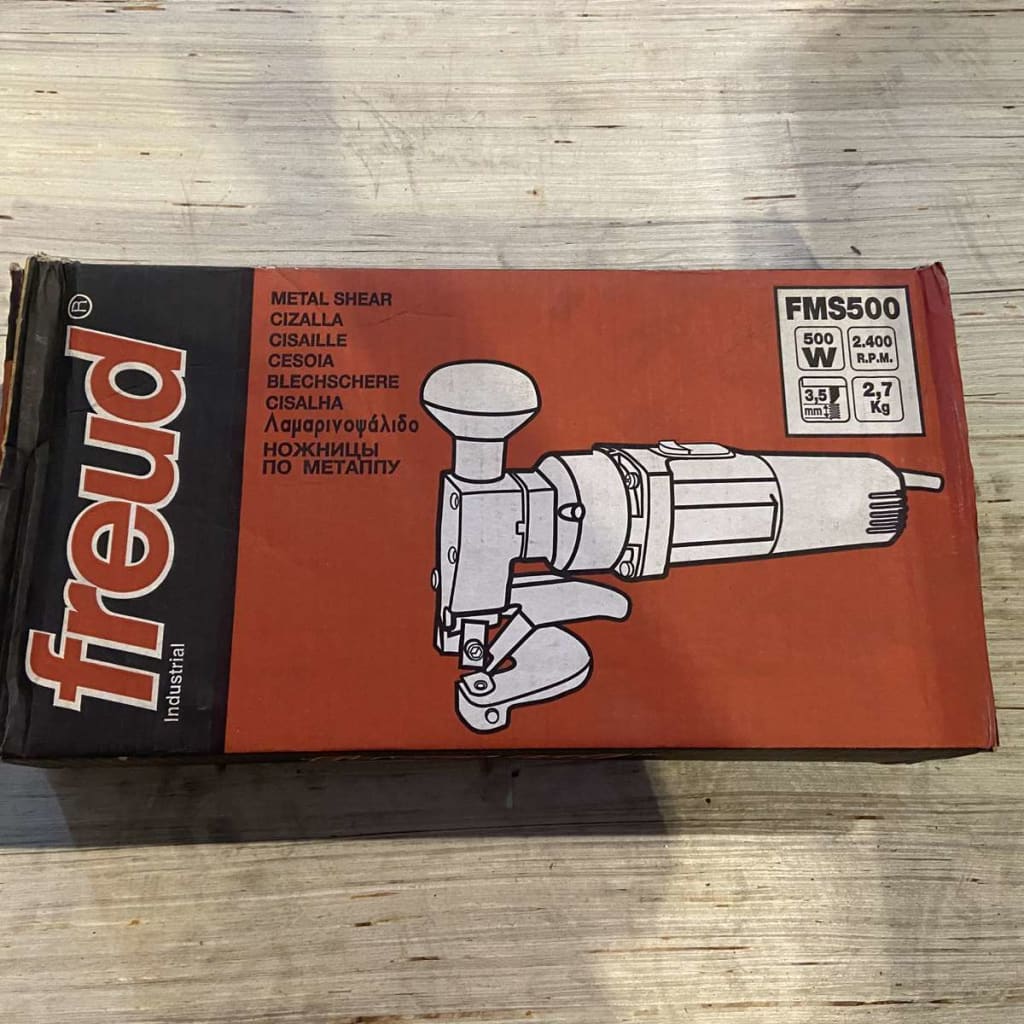 freud®
Industrial
METAL SHEAR
CIZALLA
CISAILLE
CESOIA
BLECHSCHERE
CISALHA
Λαμαρινοψάλιδο
НОЖНИЦЫ
ПО МЕТАППУ
FMS500
500
W
2.400
R.P.M.
3,5
mm
2,7
Kg